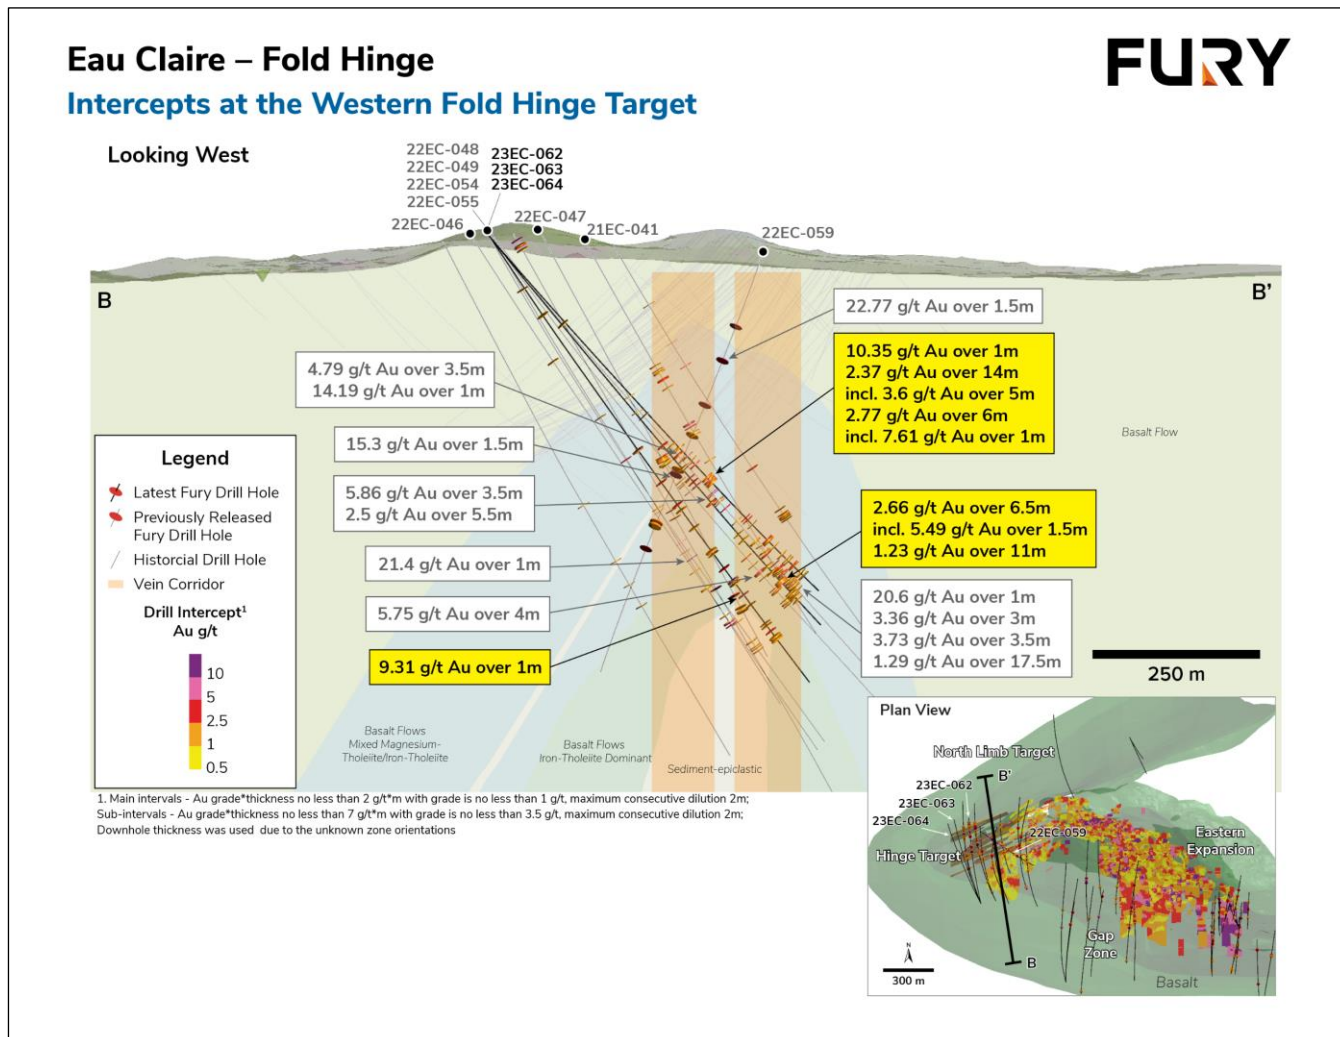 Eau Claire – Fold Hinge
FURY
Intercepts at the Western Fold Hinge Target
Looking West
22EC-048
22EC-049
22EC-054
22EC-055
23EC-062
23EC-063
23EC-064
22EC-046
22EC-047
21EC-041
22EC-059
B
B'
22.77 g/t Au over 1.5m
10.35 g/t Au over 1m
2.37 g/t Au over 14m
incl. 3.6 g/t Au over 5m
2.77 g/t Au over 6m
incl. 7.61 g/t Au over 1m
4.79 g/t Au over 3.5m
14.19 g/t Au over 1m
15.3 g/t Au over 1.5m
5.86 g/t Au over 3.5m
2.5 g/t Au over 5.5m
21.4 g/t Au over 1m
5.75 g/t Au over 4m
9.31 g/t Au over 1m
Basalt Flow
2.66 g/t Au over 6.5m
incl. 5.49 g/t Au over 1.5m
1.23 g/t Au over 11m
20.6 g/t Au over 1m
3.36 g/t Au over 3m
3.73 g/t Au over 3.5m
1.29 g/t Au over 17.5m
250 m
Legend
Latest Fury Drill Hole
Previously Released
Fury Drill Hole
Historcial Drill Hole
Vein Corridor
Drill Intercept1
Au g/t
10
5
2.5
1
0.5
Basalt Flows
Mixed Magnesium-
Tholeiite/Iron-Tholeiite
Basalt Flows
Iron-Tholeiite Dominant
Sediment-epiclastic
1. Main intervals - Au grade*thickness no less than 2 g/t*m with grade is no less than 1 g/t, maximum consecutive dilution 2m;
Sub-intervals - Au grade*thickness no less than 7 g/t*m with grade is no less than 3.5 g/t, maximum consecutive dilution 2m;
Downhole thickness was used due to the unknown zone orientations
Plan View
North Limb Target
B'
23EC-062
23EC-063
23EC-064
22EC-059
Hinge Target
Eastern
Expansion
Gap
Zone
B
Basalt
N
300 m